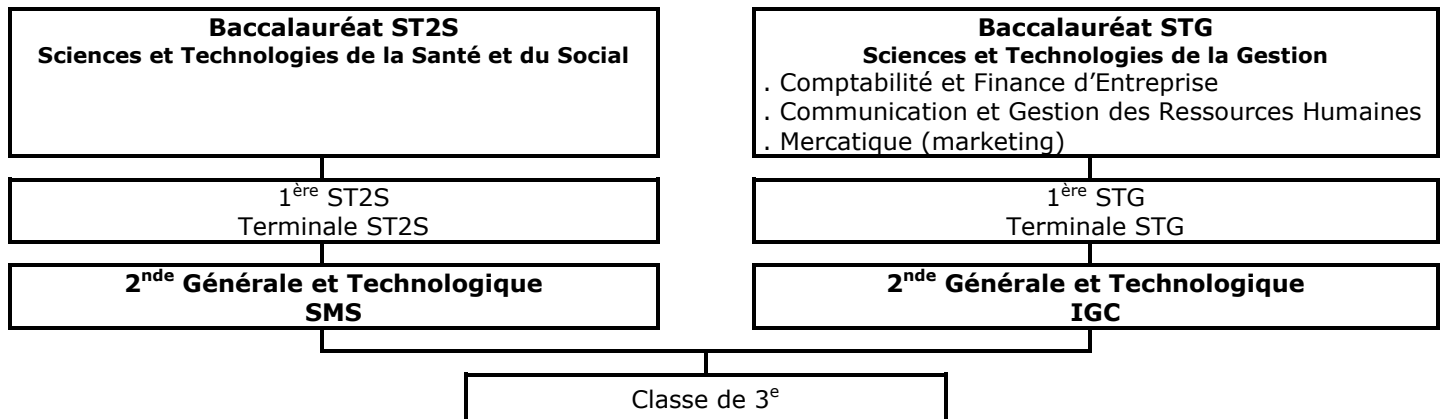 Baccalauréat ST2S
Sciences et Technologies de la Santé et du Social
Baccalauréat STG
Sciences et Technologies de la Gestion
. Comptabilité et Finance d’Entreprise
. Communication et Gestion des Ressources Humaines
. Mercatique (marketing)
1ère ST2S
Terminale ST2S
1ère STG
Terminale STG
2nde Générale et Technologique
SMS
2nde Générale et Technologique
IGC
Classe de 3e